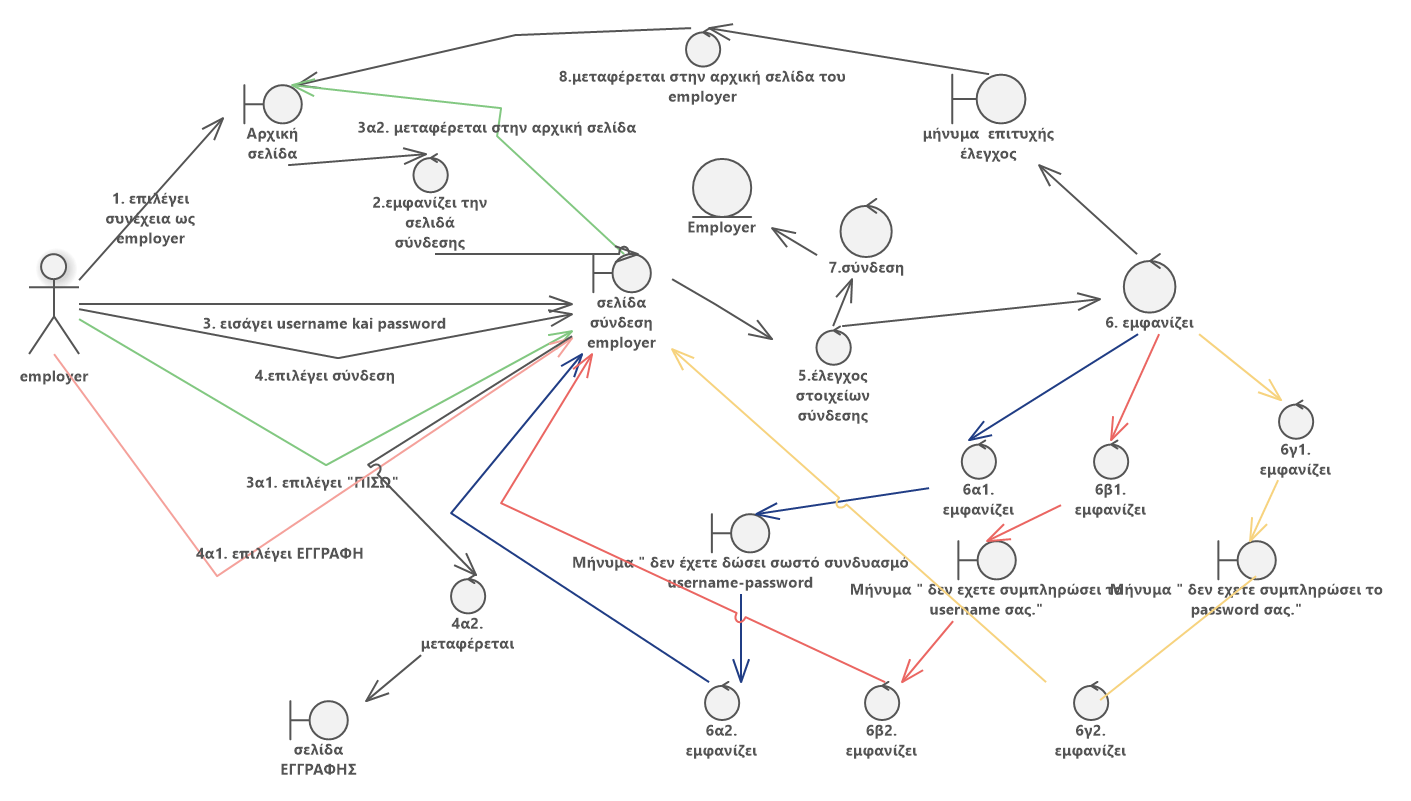 8.μεταφέρεται στην αρχική σελίδα του
employer
Αρχική
σελίδα
3α2. μεταφέρεται στην αρχική σελίδα
μήνυμα επιτυχής
έλεγχος
1. επιλέγει
συνέχεια ως
employer
2.εμφανίζει την
σελιδά
σύνδεσης
Employer
7.σύνδεση
σελίδα
σύνδεση
employer
3. εισάγει username kai password
6. εμφανίζει
employer
4.επιλέγει σύνδεση
5.έλεγχος
στοιχείων
σύνδεσης
3α1. επιλέγει "ΠΙΣΩ"
6α1.
εμφανίζει
6β1.
εμφανίζει
6γ1.
εμφανίζει
4α1. επιλέγει ΕΓΓΡΑΦΗ
Μήνυμα " δεν έχετε δώσει σωστό συνδυασμό
username-password
Μήνυμα " δεν εχετε συμπληρώσει το
username σας."
Μήνυμα " δεν εχετε συμπληρώσει το
password σας."
4α2.
μεταφέρεται
6α2.
εμφανίζει
6β2.
εμφανίζει
6γ2.
εμφανίζει
σελίδα
ΕΓΓΡΑΦΗΣ